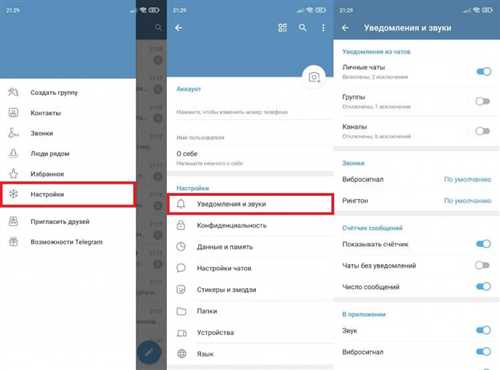 21:29
Создать группу
Контакты
Звонки
Люди рядом
Избранное
Настройки
Пригласить друзей
Возможности Telegram
21:29
Аккаунт
Нажмите, чтобы изменить номер телефона
Имя пользователя
О себе
Напишите немного о себе
Настройки
Уведомления и звуки
Конфиденциальность
Данные и память
Настройки чатов
Стикеры и эмодзи
Папки
Устройства
Язык
21:29
Уведомления и звуки
Уведомления из чатов
Личные чаты
Включены, 2 исключения
Группы
Отключены, 1 исключение
Каналы
Отключены, 6 исключений
Звонки
Вибросигнал По умолчанию
Рингтон По умолчанию
Счётчик сообщений
Показывать счётчик
Чаты без уведомлений
Число сообщений
В приложении
Звук
Вибросигнал